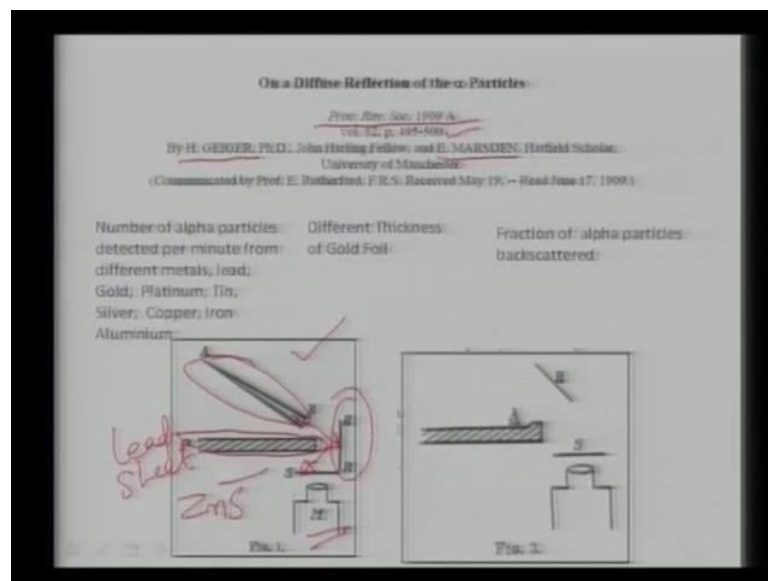 On a Diffuse Reflection of the α-Particles
Proc. Roy. Soc. 1909 A
vol. 82, p. 495-500
By H. GEIGER, Ph.D., John Harling Fellow, and E. MARSDEN, Hatfield Scholar,
University of Manchester
(Communicated by Prof. E. Rutherford, F.R.S. Received May 19, -- Read June 17, 1909.)
Number of alpha particles
detected per minute from
different metals, lead,
Gold, Platinum, Tin,
Silver, Copper, Iron
Aluminium
Different Thickness
of Gold Foil
Fraction of alpha particles
backscattered
A
B
R
Lead
Sheet
P
R
S
ZnS
M
Fig. 1.
R
A
S
Fig. 3.